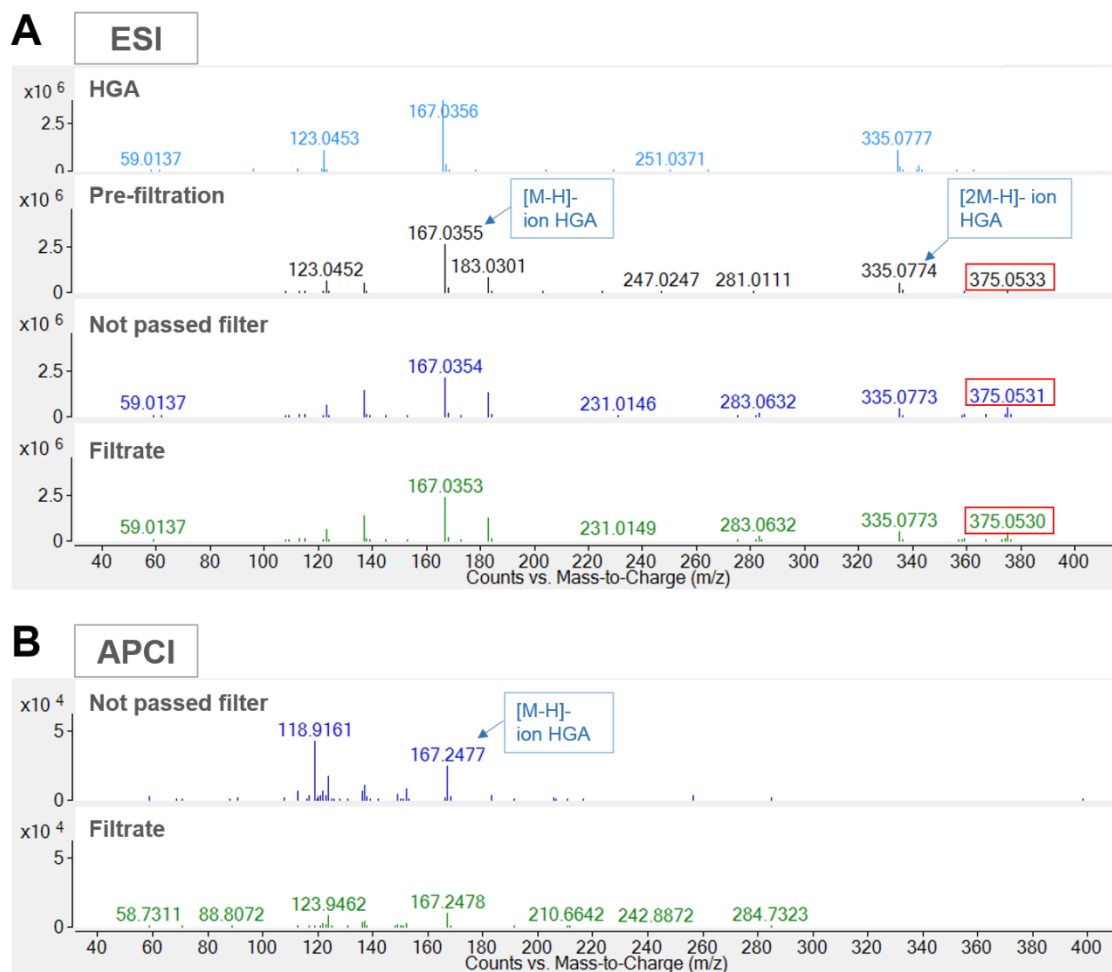 A
ESI
HGA
x10 6
2.5
0
59.0137
123.0453
167.0356
251.0371
335.0777
Pre-filtration
x10 6
2.5
0
[M-H]-
ion HGA
[2M-H]- ion
HGA
123.0452
167.0355
183.0301
247.0247
281.0111
335.0774
375.0533
Not passed filter
x10 6
2.5
0
59.0137
167.0354
231.0146
283.0632
335.0773
375.0531
Filtrate
x10 6
2.5
0
59.0137
167.0353
231.0149
283.0632
335.0773
375.0530
40 60 80 100 120 140 160 180 200 220 240 260 280 300 320 340 360 380 400
Counts vs. Mass-to-Charge (m/z)
B
APCI
Not passed filter
x10 4
5
0
118.9161
167.2477
[M-H]-
ion HGA
Filtrate
x10 4
5
0
58.7311
88.8072
123.9462
167.2478
210.6642
242.8872
284.7323
40 60 80 100 120 140 160 180 200 220 240 260 280 300 320 340 360 380 400
Counts vs. Mass-to-Charge (m/z)